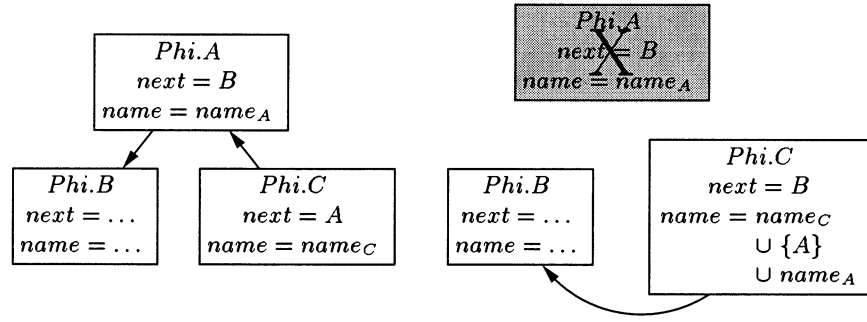 Phi.A
next = B
name = name_A
Phi.B
next = ...
name = ...
Phi.C
next = A
name = name_C
Phi.A
next = B
name = name_A
Phi.B
next = ...
name = ...
Phi.C
next = B
name = name_C
∪ {A}
∪ name_A